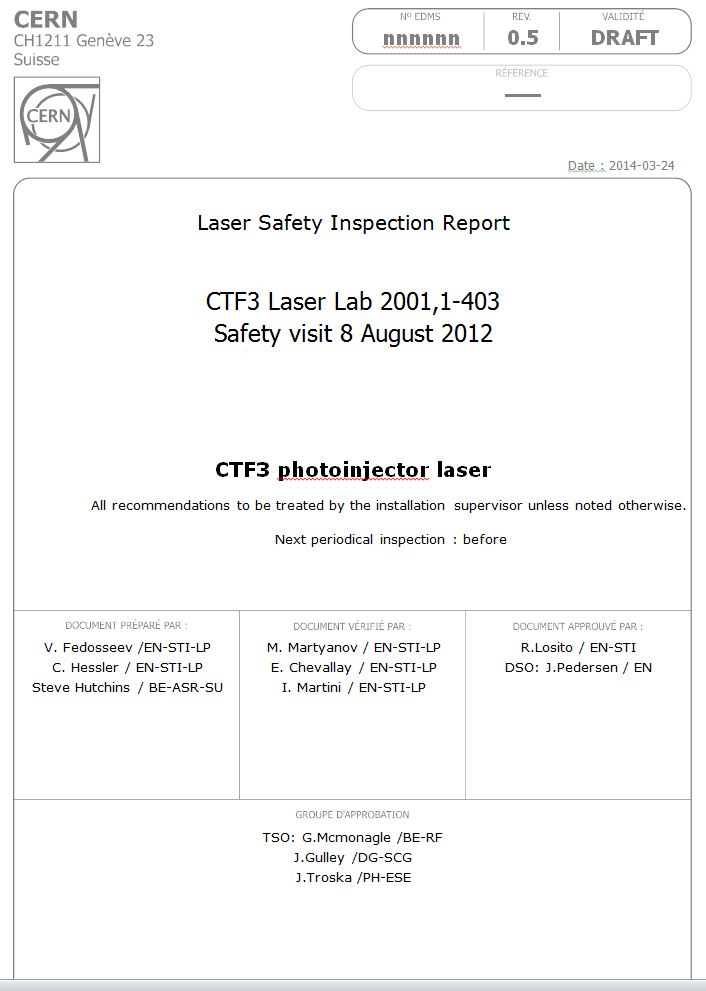 CERN
CH1211 Genève 23
Suisse
CERN
Nº EDMS
nnnnnn
REV.
0.5
VALIDITÉ
DRAFT
RÉFÉRENCE
Date : 2014-03-24
Laser Safety Inspection Report
CTF3 Laser Lab 2001,1-403
Safety visit 8 August 2012
CTF3 photoinjector laser
All recommendations to be treated by the installation supervisor unless noted otherwise.
Next periodical inspection : before
DOCUMENT PRÉPARÉ PAR :
V. Fedosseev /EN-STI-LP
C. Hessler / EN-STI-LP
Steve Hutchins / BE-ASR-SU
DOCUMENT VÉRIFIÉ PAR :
M. Martyanov / EN-STI-LP
E. Chevallay / EN-STI-LP
I. Martini / EN-STI-LP
DOCUMENT APPROUVÉ PAR :
R.Losito / EN-STI
DSO: J.Pedersen / EN
GROUPE D'APPROBATION
TSO: G.Mcmonagle /BE-RF
J.Gulley /DG-SCG
J.Troska /PH-ESE